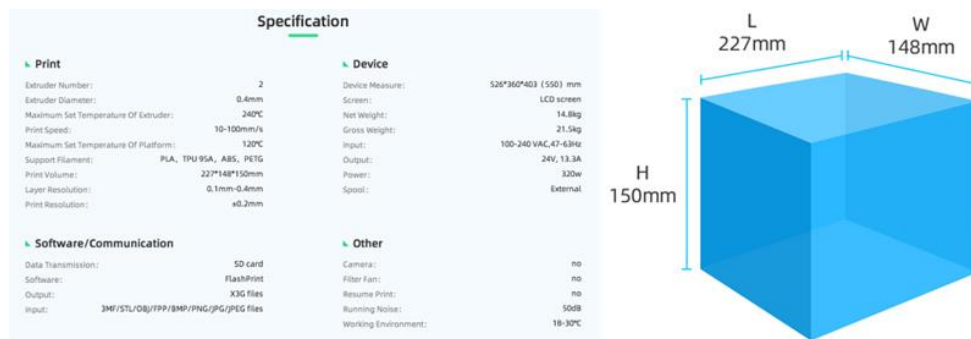 Specification
Print
Extruder Number: 2
Extruder Diameter: 0.4mm
Maximum Set Temperature Of Extruder: 240℃
Print Speed: 10-100mm/s
Maximum Set Temperature Of Platform: 120℃
Support Filament: PLA, TPU 95A, ABS, PETG
Print Volume: 227*148*150mm
Layer Resolution: 0.1mm-0.4mm
Print Resolution: ±0.2mm
Device
Device Measure: 526*360*403 (550) mm
Screen: LCD screen
Net Weight: 14.8kg
Gross Weight: 21.5kg
Input: 100-240 VAC,47-63Hz
Output: 24V, 13.3A
Power: 320w
Spool: External
Software/Communication
Data Transmission: SD card
Software: FlashPrint
Output: X3G files
Input: 3MF/STL/OBJ/FPP/BMP/PNG/JPG/JPEG files
Other
Camera: no
Filter Fan: no
Resume Print: no
Running Noise: 50dB
Working Environment: 18-30℃
L
227mm
W
148mm
H
150mm